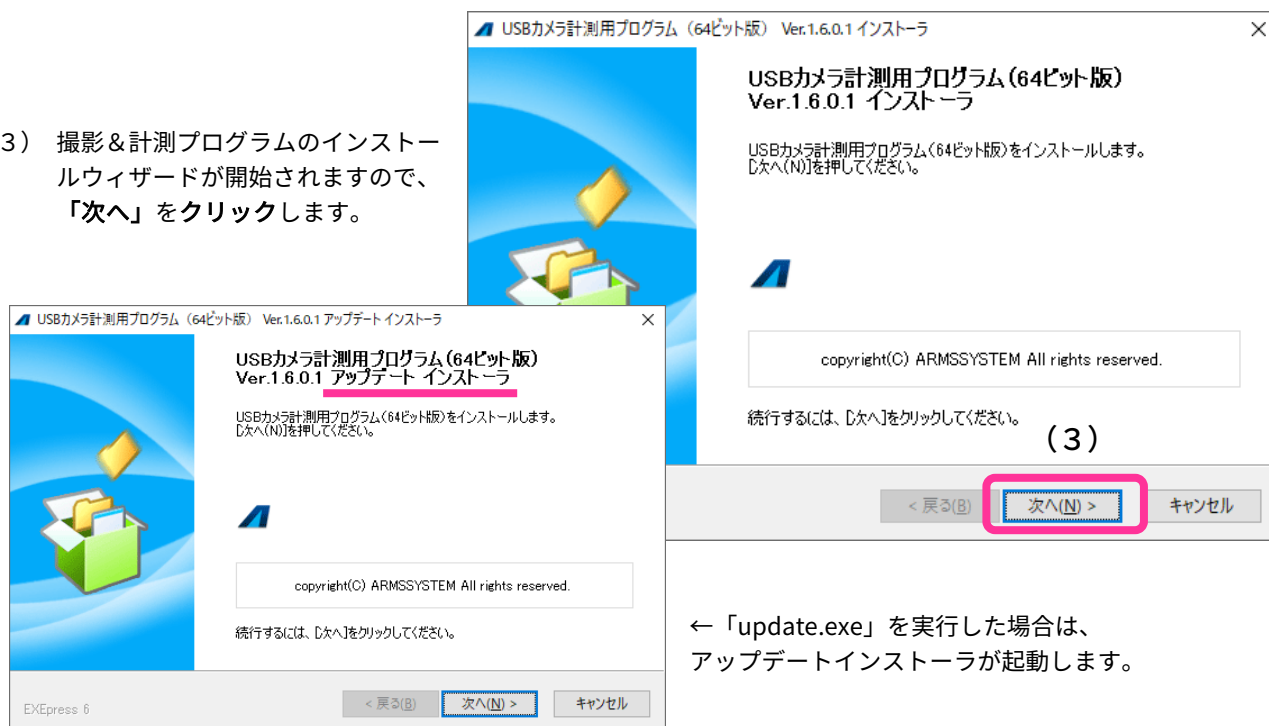 3） 撮影＆計測プログラムのインストー
ルウィザードが開始されますので、
「次へ」をクリックします。
USBカメラ計測用プログラム（64ビット版） Ver.1.6.0.1 インストーラ
USBカメラ計測用プログラム（64ビット版）
Ver.1.6.0.1 インストーラ
USBカメラ計測用プログラム（64ビット版）をインストールします。
［次へ(N)］を押してください。
copyright(C) ARMSSYSTEM All rights reserved.
続行するには、［次へ］をクリックしてください。
（３）
< 戻る(B)
次へ(N) >
キャンセル
USBカメラ計測用プログラム（64ビット版） Ver.1.6.0.1 アップデート インストーラ
USBカメラ計測用プログラム（64ビット版）
Ver.1.6.0.1 アップデート インストーラ
USBカメラ計測用プログラム（64ビット版）をインストールします。
［次へ(N)］を押してください。
copyright(C) ARMSSYSTEM All rights reserved.
続行するには、［次へ］をクリックしてください。
EXEpress 6
< 戻る(B)
次へ(N) >
キャンセル
←「update.exe」を実行した場合は、
アップデートインストーラが起動します。